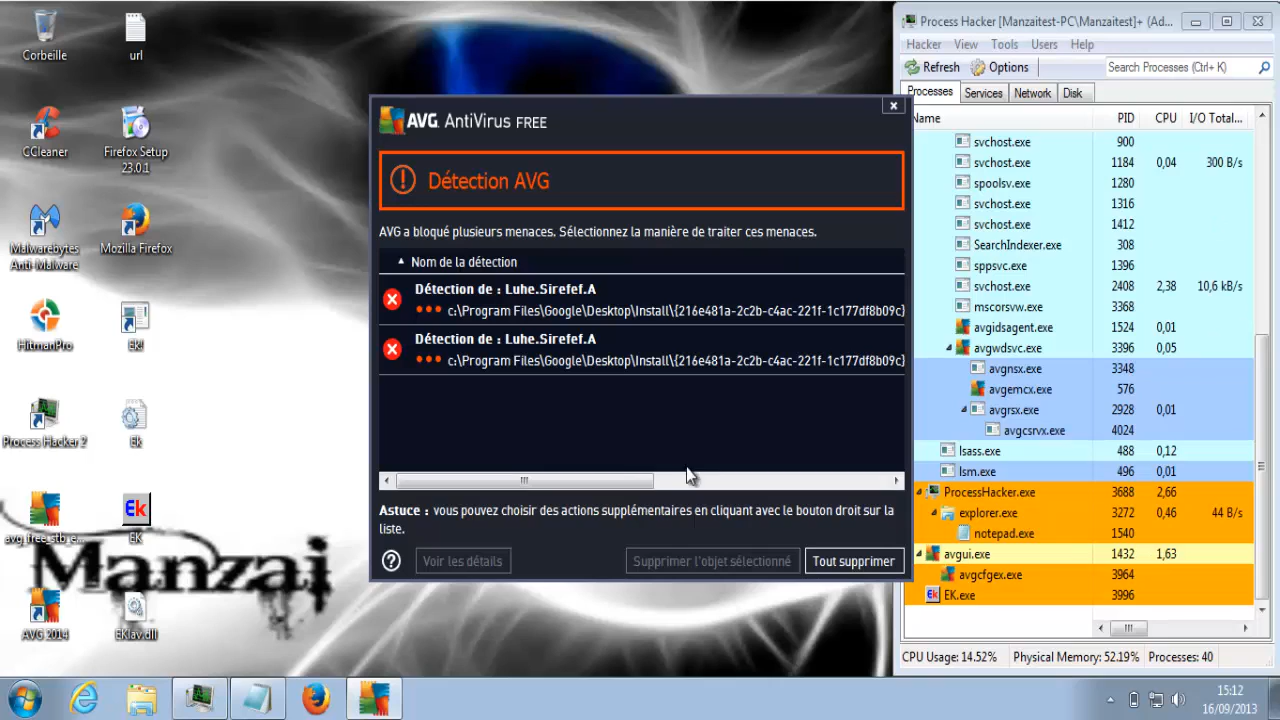 Corbeille
url
CCleaner
Firefox Setup
23.0.1
Malwarebytes
Anti-Malware
Mozilla Firefox
HitmanPro
EK!
Process Hacker 2
Ek
avg_free_stb_e...
EK
Manzai
AVG 2014
EKlav.dll
AVG. AntiVirus FREE
x
Détection AVG
AVG a bloqué plusieurs menaces. Sélectionnez la manière de traiter ces menaces.
Nom de la détection
Détection de : Luhe.Sirefef.A
c:\Program Files\Google\Desktop\Install\{216e481a-2c2b-c4ac-221f-1c177df8b09c}
Détection de : Luhe.Sirefef.A
c:\Program Files\Google\Desktop\Install\{216e481a-2c2b-c4ac-221f-1c177df8b09c}
Astuce : vous pouvez choisir des actions supplémentaires en cliquant avec le bouton droit sur la
liste.
? Voir les détails Supprimer l'objet sélectionné Tout supprimer
Process Hacker [Manzaitest-PC\Manzaitest]+ (Ad...
Hacker View Tools Users Help
Refresh Options Search Processes (Ctrl+ K)
Processes Services Network Disk
Name PID CPU I/O Total...
svchost.exe 900
svchost.exe 1184 0,04 300 B/s
spoolsv.exe 1280
svchost.exe 1316
svchost.exe 1412
SearchIndexer.exe 308
sppsvc.exe 1396
svchost.exe 2408 2,38 10,6 kB/s
mscorsvw.exe 3368
avgidsagent.exe 1524 0,01
avgwdsvc.exe 3396 0,05
avgnsx.exe 3348
avgemcx.exe 576
avgrsx.exe 2928 0,01
avgcsrvx.exe 4024
lsass.exe 488 0,12
lsm.exe 496 0,01
ProcessHacker.exe 3688 2,66
explorer.exe 3272 0,46 44 B/s
notepad.exe 1540
avgui.exe 1432 1,63
avgcfgex.exe 3964
EK.exe 3996
CPU Usage: 14.52% Physical Memory: 52.19% Processes: 40
15:12
16/09/2013